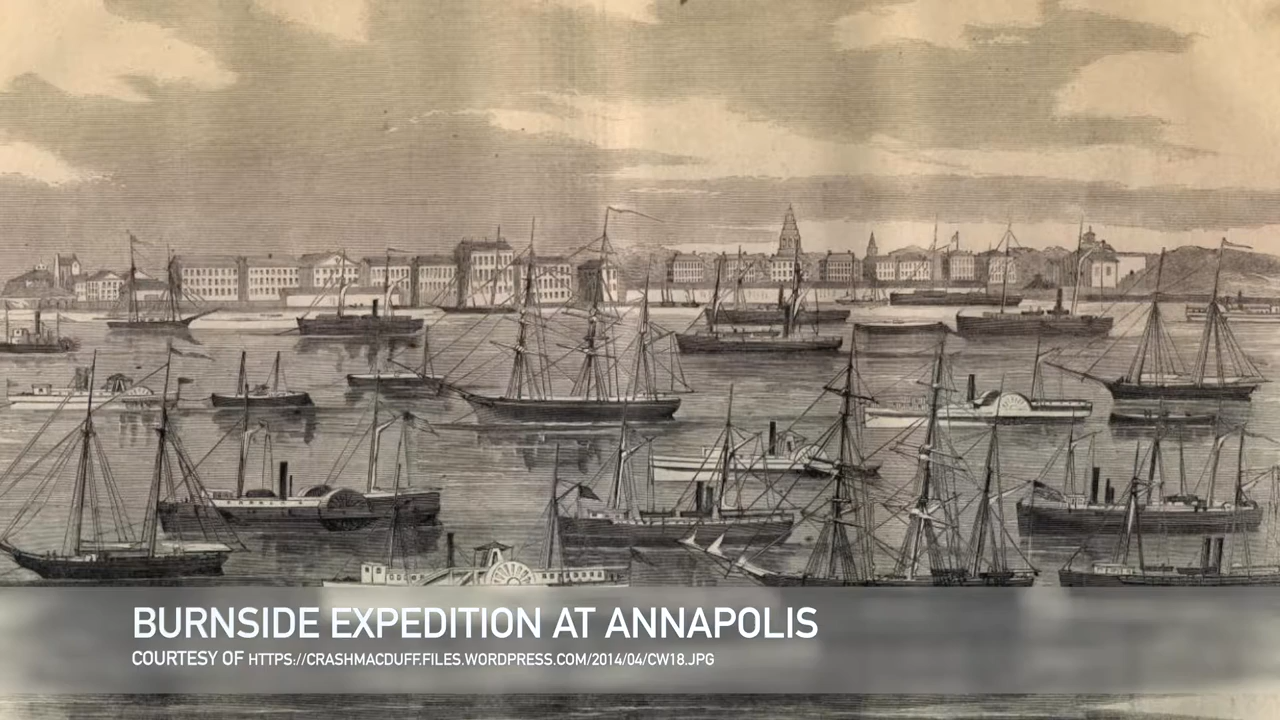 BURNSIDE EXPEDITION AT ANNAPOLIS
COURTESY OF HTTPS://CRASHMACDUFF.FILES.WORDPRESS.COM/2014/04/CW18.JPG